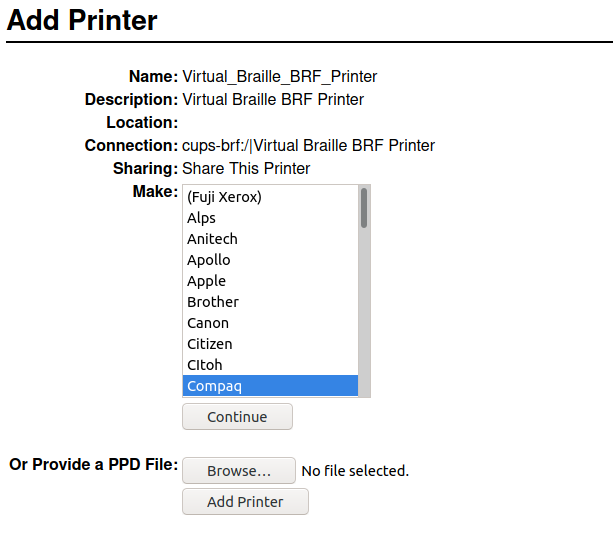 Add Printer
Name: Virtual_Braille_BRF_Printer
Description: Virtual Braille BRF Printer
Location:
Connection: cups-brf:/|Virtual Braille BRF Printer
Sharing: Share This Printer
Make: (Fuji Xerox)
Alps
Anitech
Apollo
Apple
Brother
Canon
Citizen
CItoh
Compaq
Continue
Or Provide a PPD File: Browse... No file selected.
Add Printer